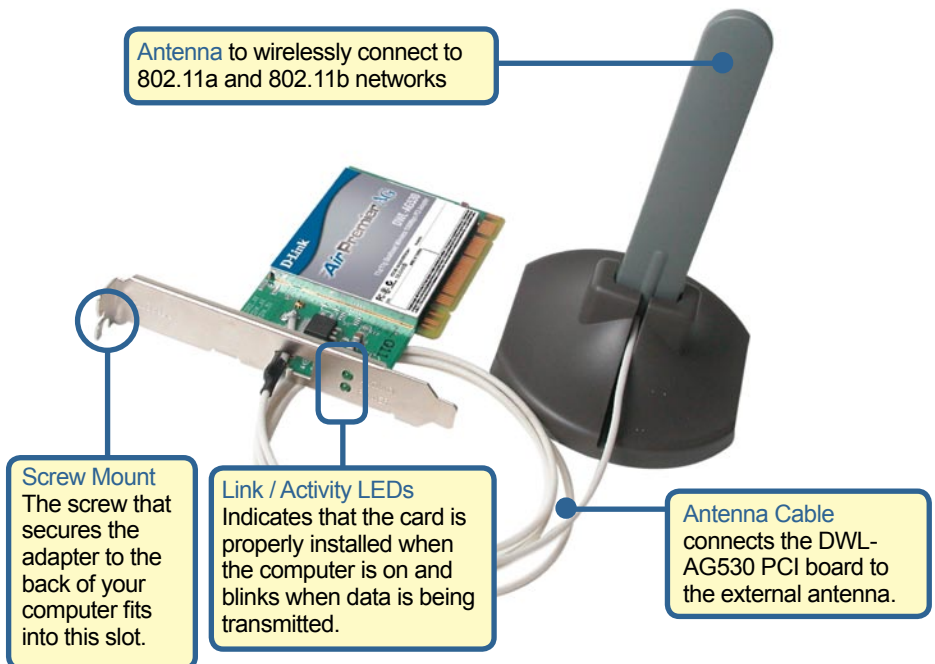 Antenna to wirelessly connect to
802.11a and 802.11b networks
D-Link
AirPremier AG
DWL-AG530
Screw Mount
The screw that
secures the
adapter to the
back of your
computer fits
into this slot.
Link / Activity LEDs
Indicates that the card is
properly installed when
the computer is on and
blinks when data is being
transmitted.
Antenna Cable
connects the DWL-
AG530 PCI board to
the external antenna.